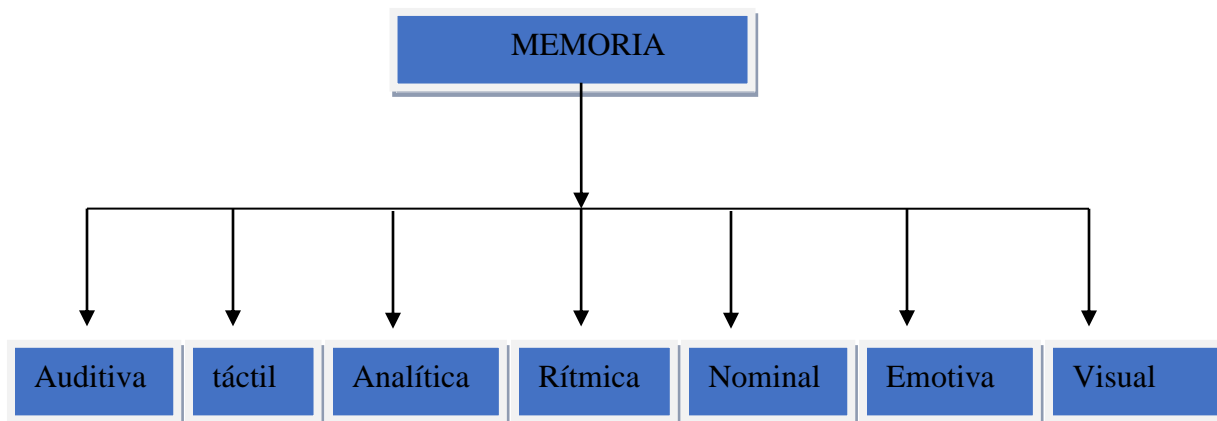 MEMORIA
Auditiva
táctil
Analítica
Rítmica
Nominal
Emotiva
Visual